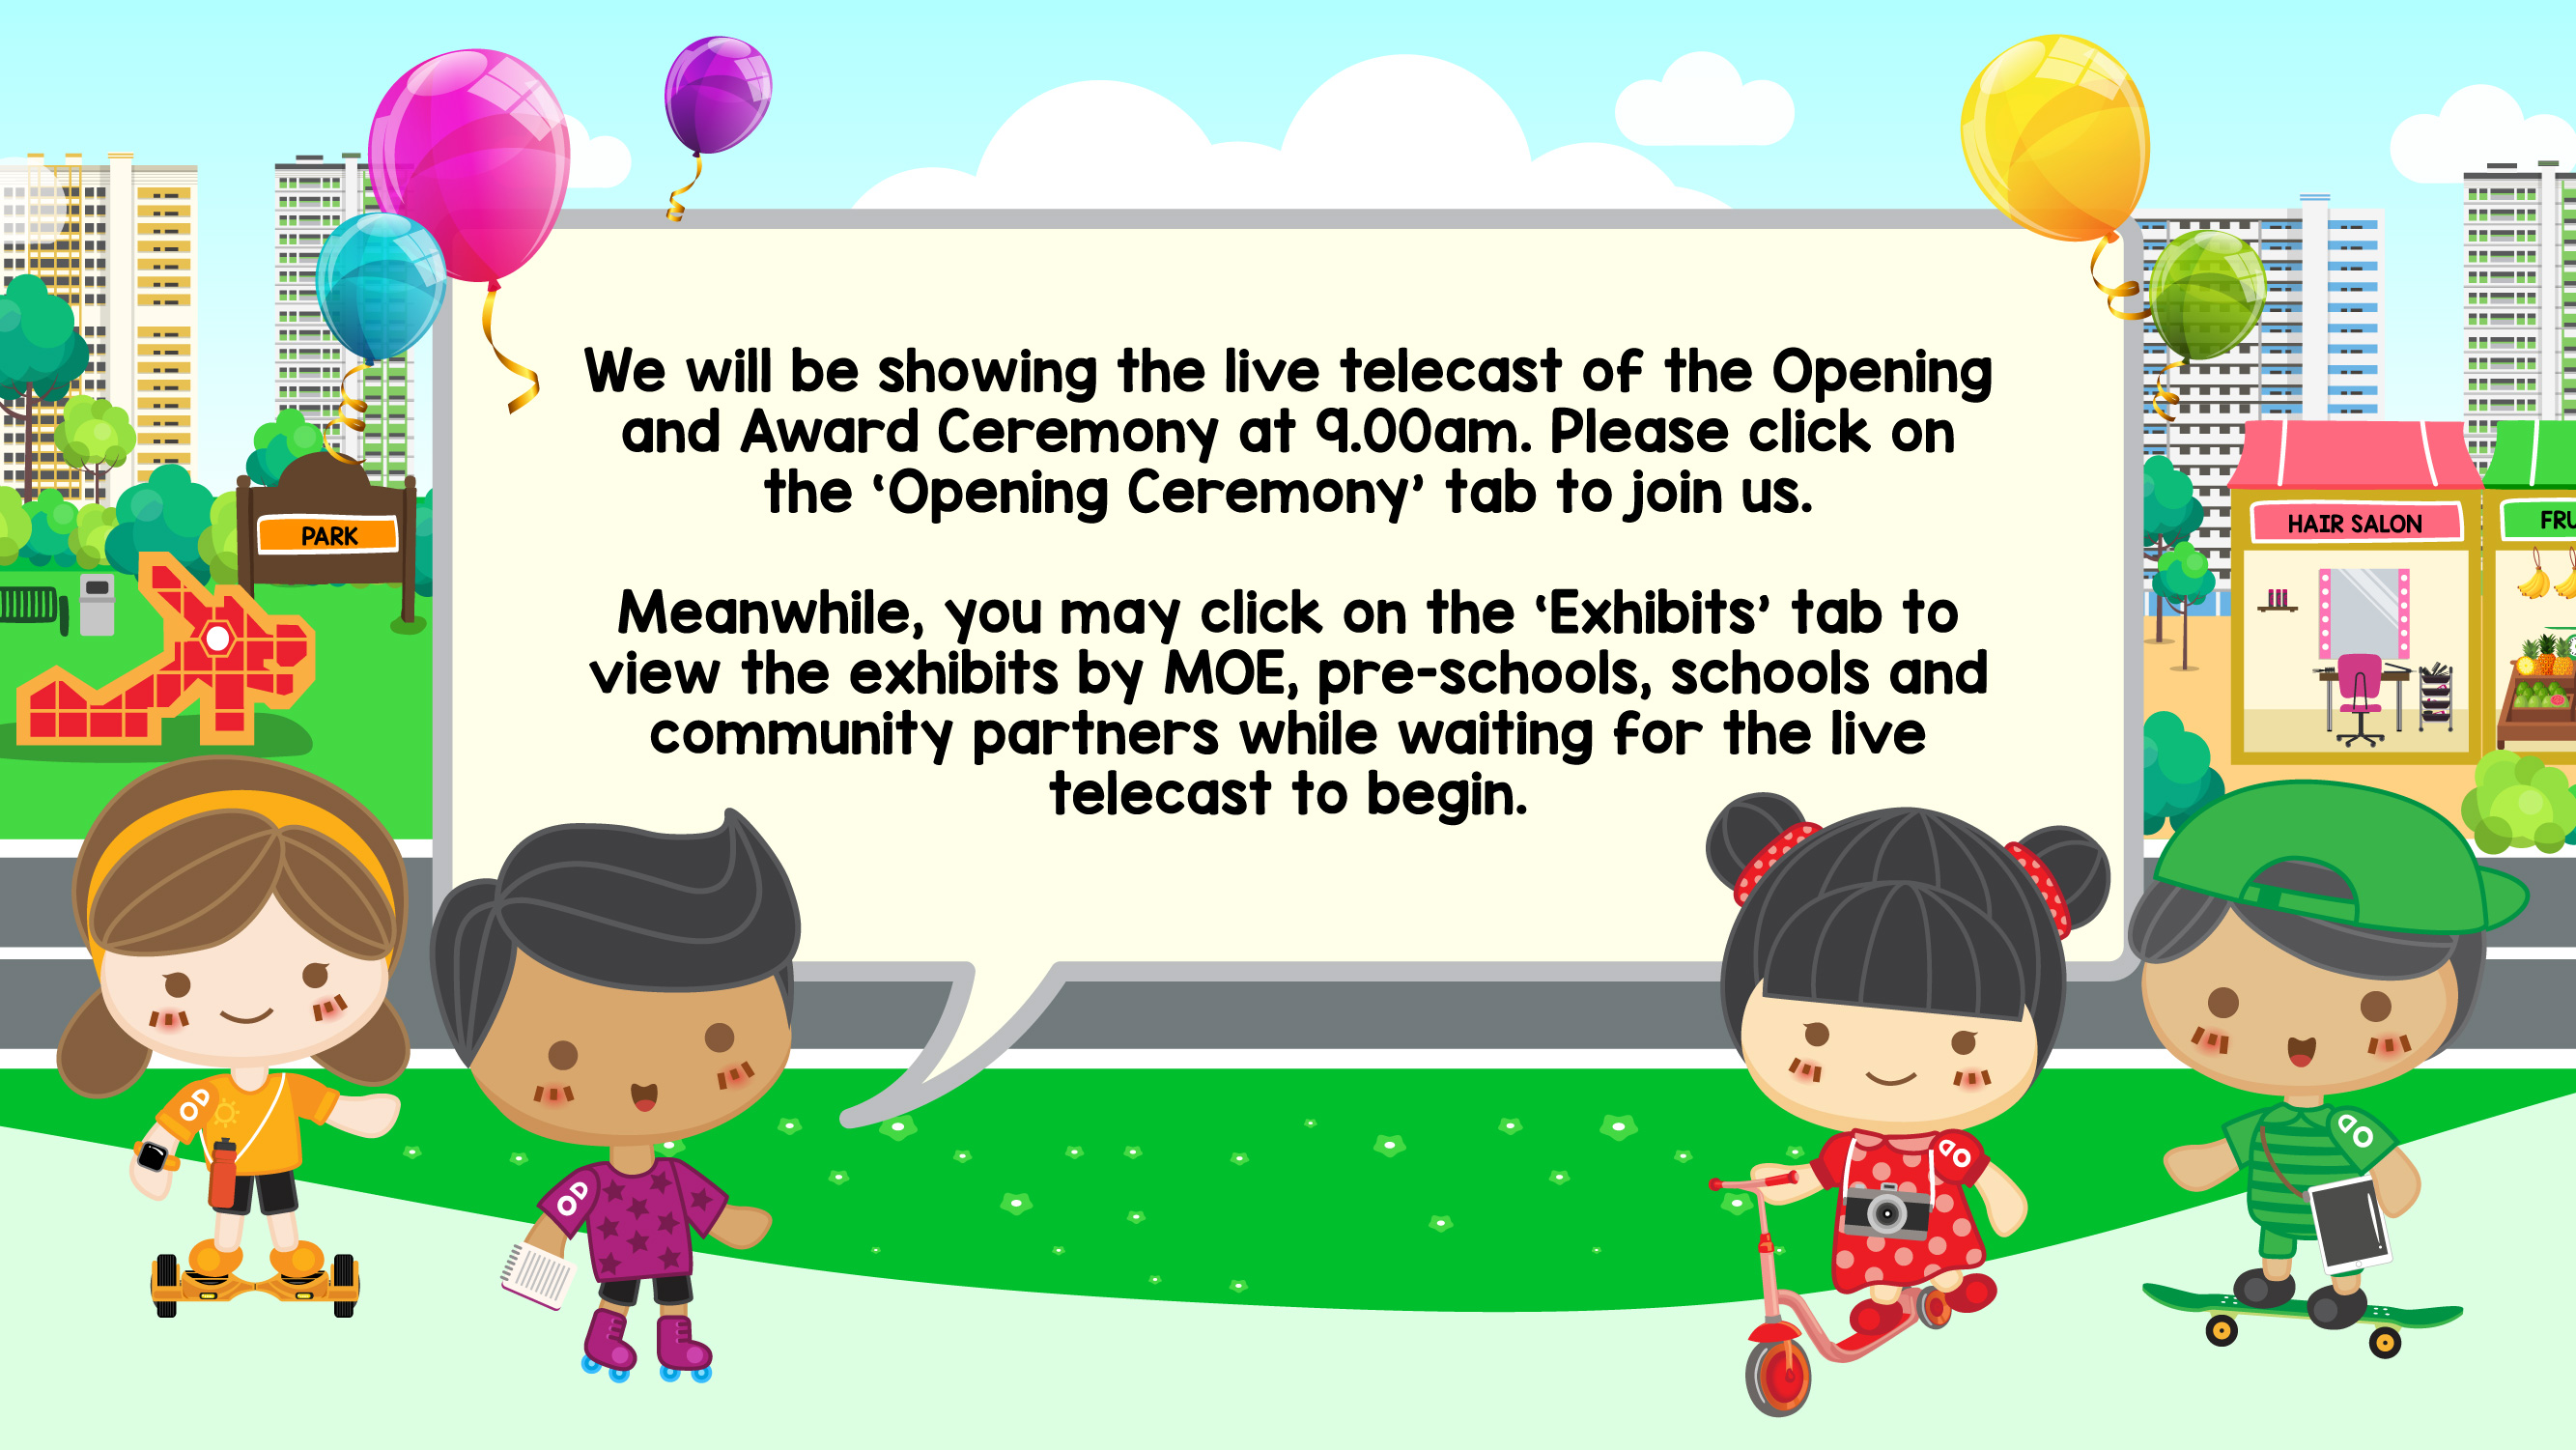 We will be showing the live telecast of the Opening
and Award Ceremony at 9.00am. Please click on
the ‘Opening Ceremony’ tab to join us.
Meanwhile, you may click on the ‘Exhibits’ tab to
view the exhibits by MOE, pre-schools, schools and
community partners while waiting for the live
telecast to begin.
PARK
HAIR SALON
FRU
OD
OD
OD
OD